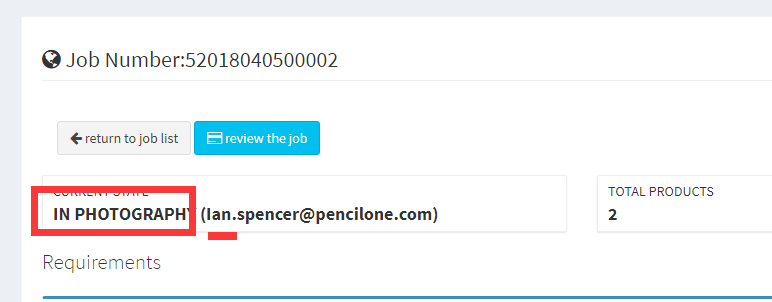 Job Number:52018040500002
return to job list
review the job
CURRENT STATE
IN PHOTOGRAPHY (Ian.spencer@pencilone.com)
TOTAL PRODUCTS
2
Requirements